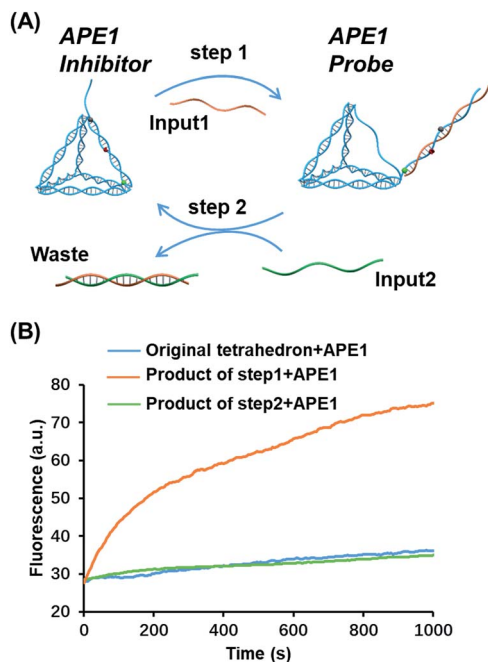 (A)
APE1
Inhibitor
step 1
APE1
Probe
Input1
step 2
Waste
Input2
(B)
Original tetrahedron+APE1
Product of step1+APE1
Product of step2+APE1
80
70
60
50
40
30
20
Fluorescence (a.u.)
0 200 400 600 800 1000
Time (s)